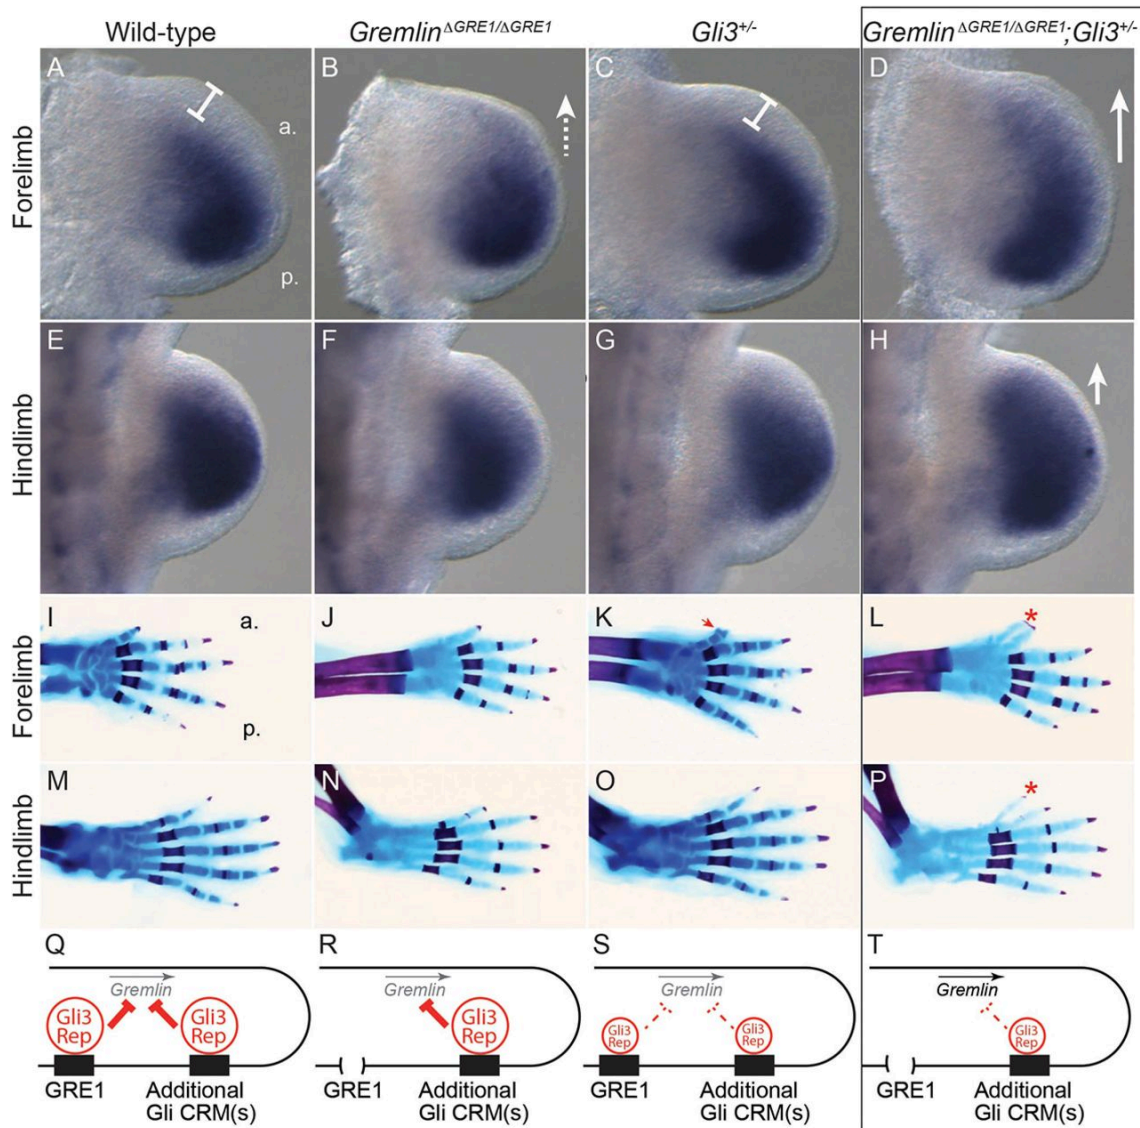 Wild-type
Gremlin ΔGRE1/ΔGRE1
Gli3+/-
Gremlin ΔGRE1/ΔGRE1;Gli3+/-
Forelimb
A
a.
p.
B
C
D
Hindlimb
E
F
G
H
Forelimb
I
a.
p.
J
K
L
*
Hindlimb
M
N
O
P
*
Q
Gremlin
Gli3
Rep
Gli3
Rep
GRE1
Additional
Gli CRM(s)
R
Gremlin
Gli3
Rep
GRE1
Additional
Gli CRM(s)
S
Gremlin
Gli3
Rep
Gli3
Rep
GRE1
Additional
Gli CRM(s)
T
Gremlin
Gli3
Rep
GRE1
Additional
Gli CRM(s)